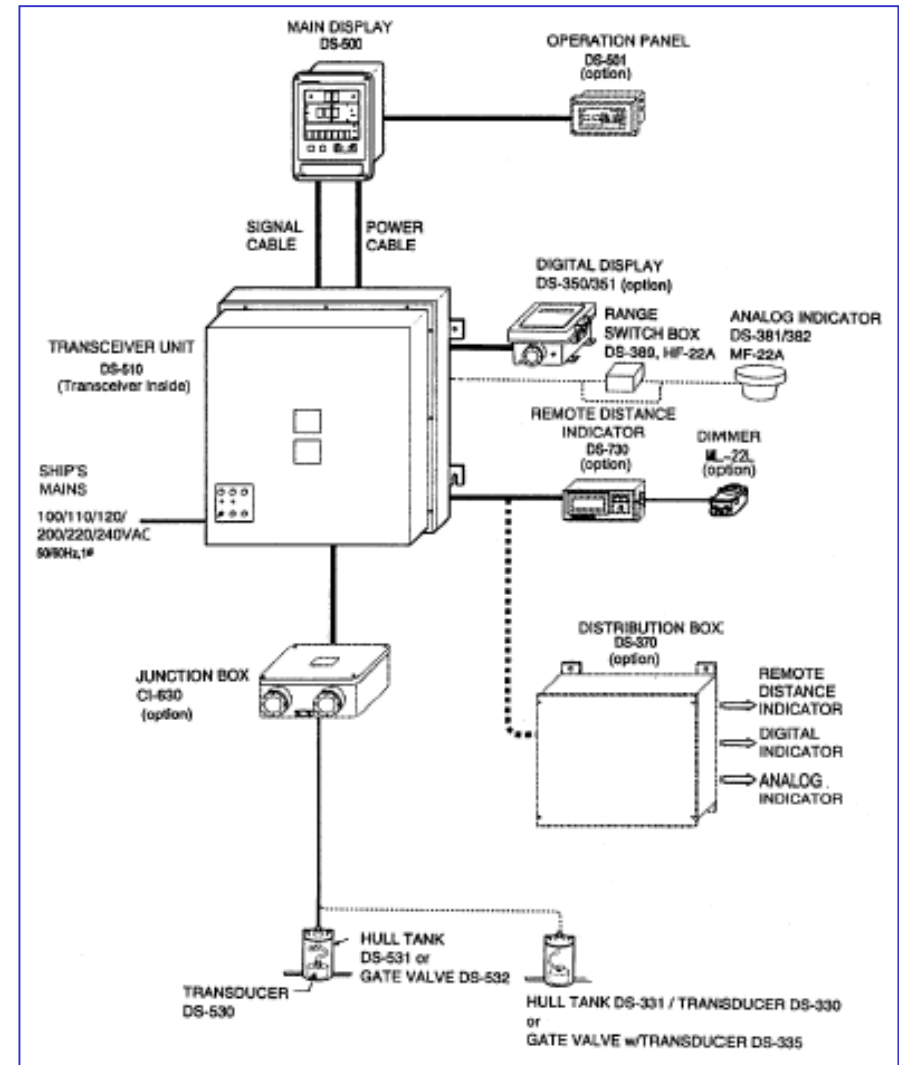 MAIN DISPLAY
DS-500
OPERATION PANEL
DS-501
(option)
SIGNAL
CABLE
POWER
CABLE
DIGITAL DISPLAY
DS-350/351 (option)
RANGE
SWITCH BOX
DS-389, HF-22A
ANALOG INDICATOR
DS-381/382
MF-22A
TRANSCEIVER UNIT
DS-510
(Transceiver Inside)
REMOTE DISTANCE
INDICATOR
DS-730
(option)
DIMMER
ML-22L
(option)
SHIP'S
MAINS
100/110/120/
200/220/240VAC
50/60Hz,1ø
JUNCTION BOX
CI-630
(option)
DISTRIBUTION BOX
DS-370
(option)
REMOTE
DISTANCE
INDICATOR
DIGITAL
INDICATOR
ANALOG
INDICATOR
HULL TANK
DS-531 or
GATE VALVE DS-532
TRANSDUCER
DS-530
HULL TANK DS-331 / TRANSDUCER DS-330
or
GATE VALVE w/TRANSDUCER DS-335